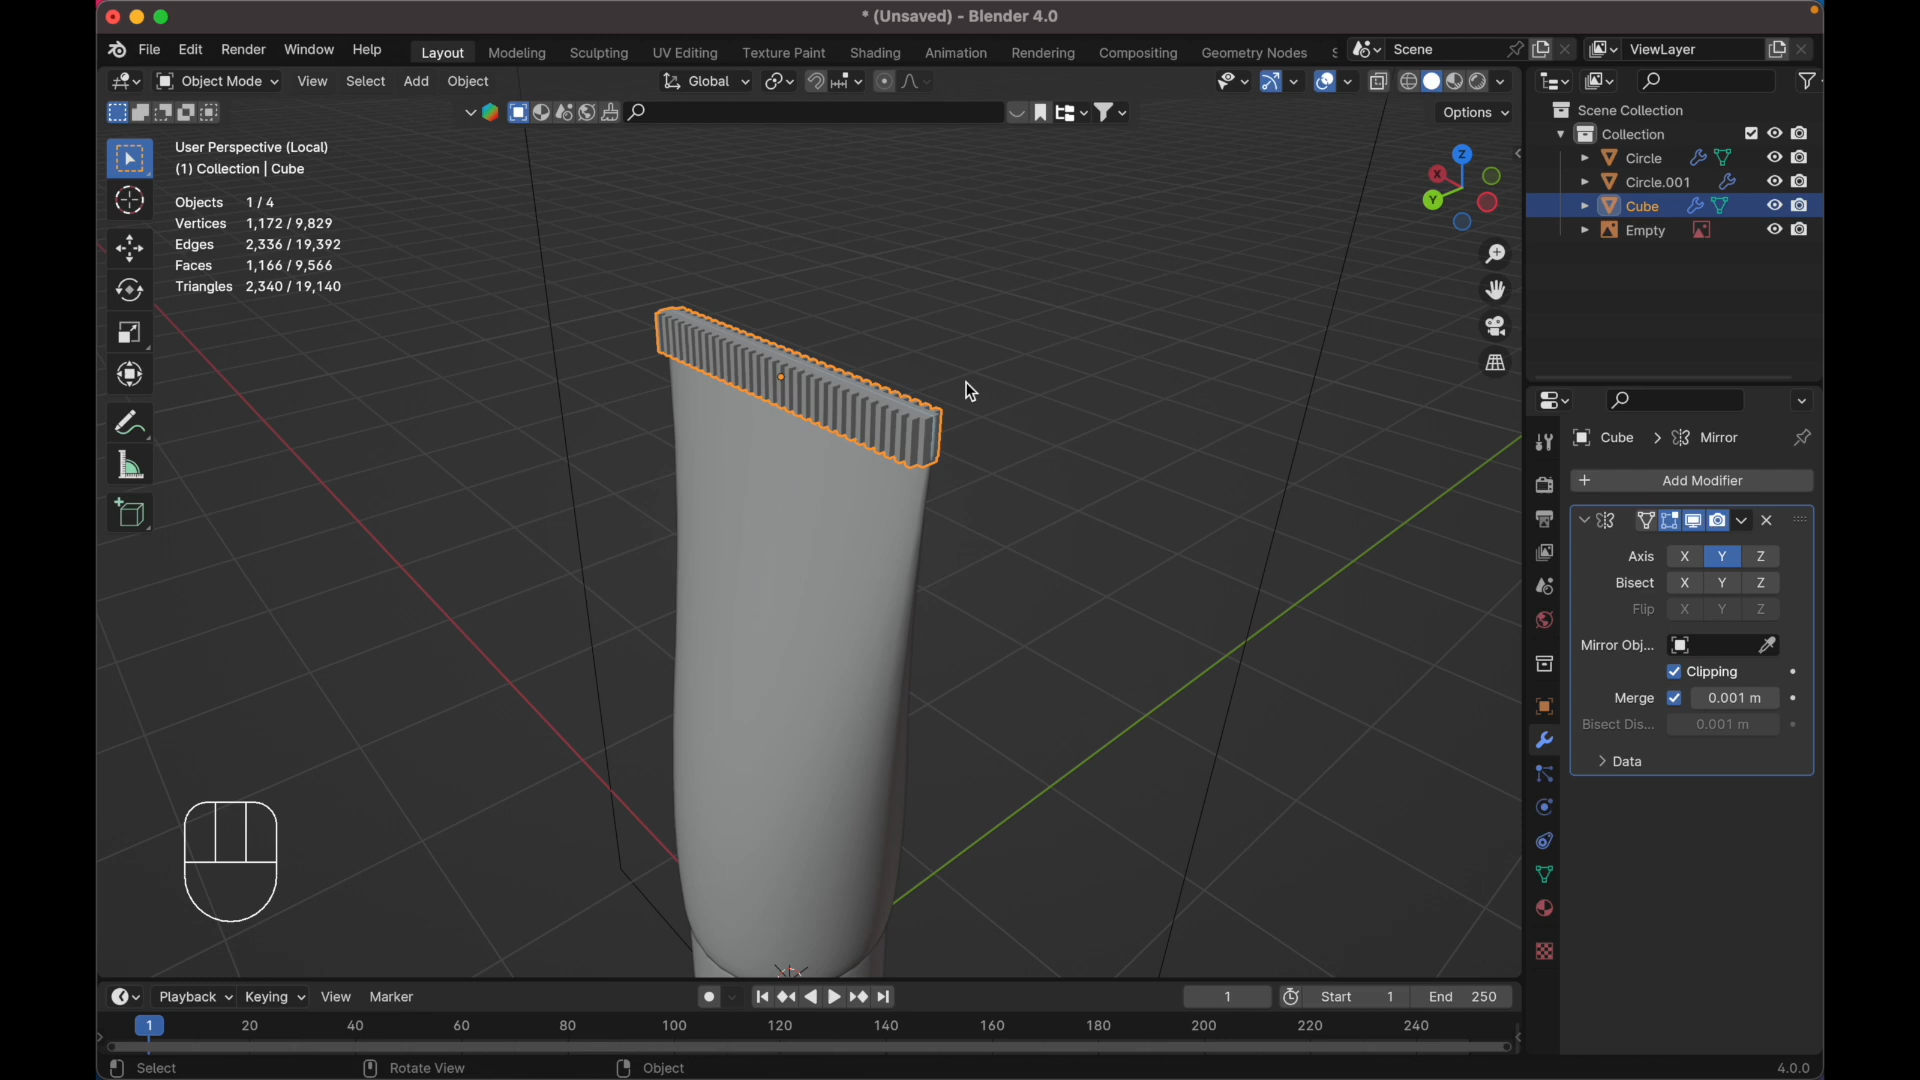 * (Unsaved) - Blender 4.0
File Edit Render Window Help Layout Modeling Sculpting UV Editing Texture Paint Shading Animation Rendering Compositing Geometry Nodes S Scene ViewLayer
Object Mode View Select Add Object Global
Options
User Perspective (Local)
(1) Collection | Cube
Objects 1 / 4
Vertices 1,172 / 9,829
Edges 2,336 / 19,392
Faces 1,166 / 9,566
Triangles 2,340 / 19,140
Z
X
Y
Scene Collection
Collection
Circle
Circle.001
Cube
Empty
Cube > Mirror
+ Add Modifier
Axis X Y Z
Bisect X Y Z
Flip X Y Z
Mirror Obj...
Clipping
Merge 0.001 m
Bisect Dis... 0.001 m
> Data
Playback Keying View Marker 1 Start 1 End 250
1 20 40 60 80 100 120 140 160 180 200 220 240
Select Rotate View Object 4.0.0